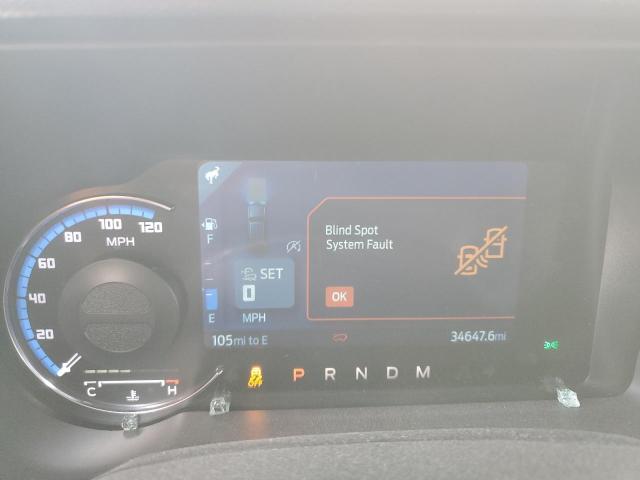 120
100
80
MPH
60
40
20
C
H
F
E
SET
0
MPH
Blind Spot
System Fault
OK
105mi to E
34647.6mi
OFF
P R N D M